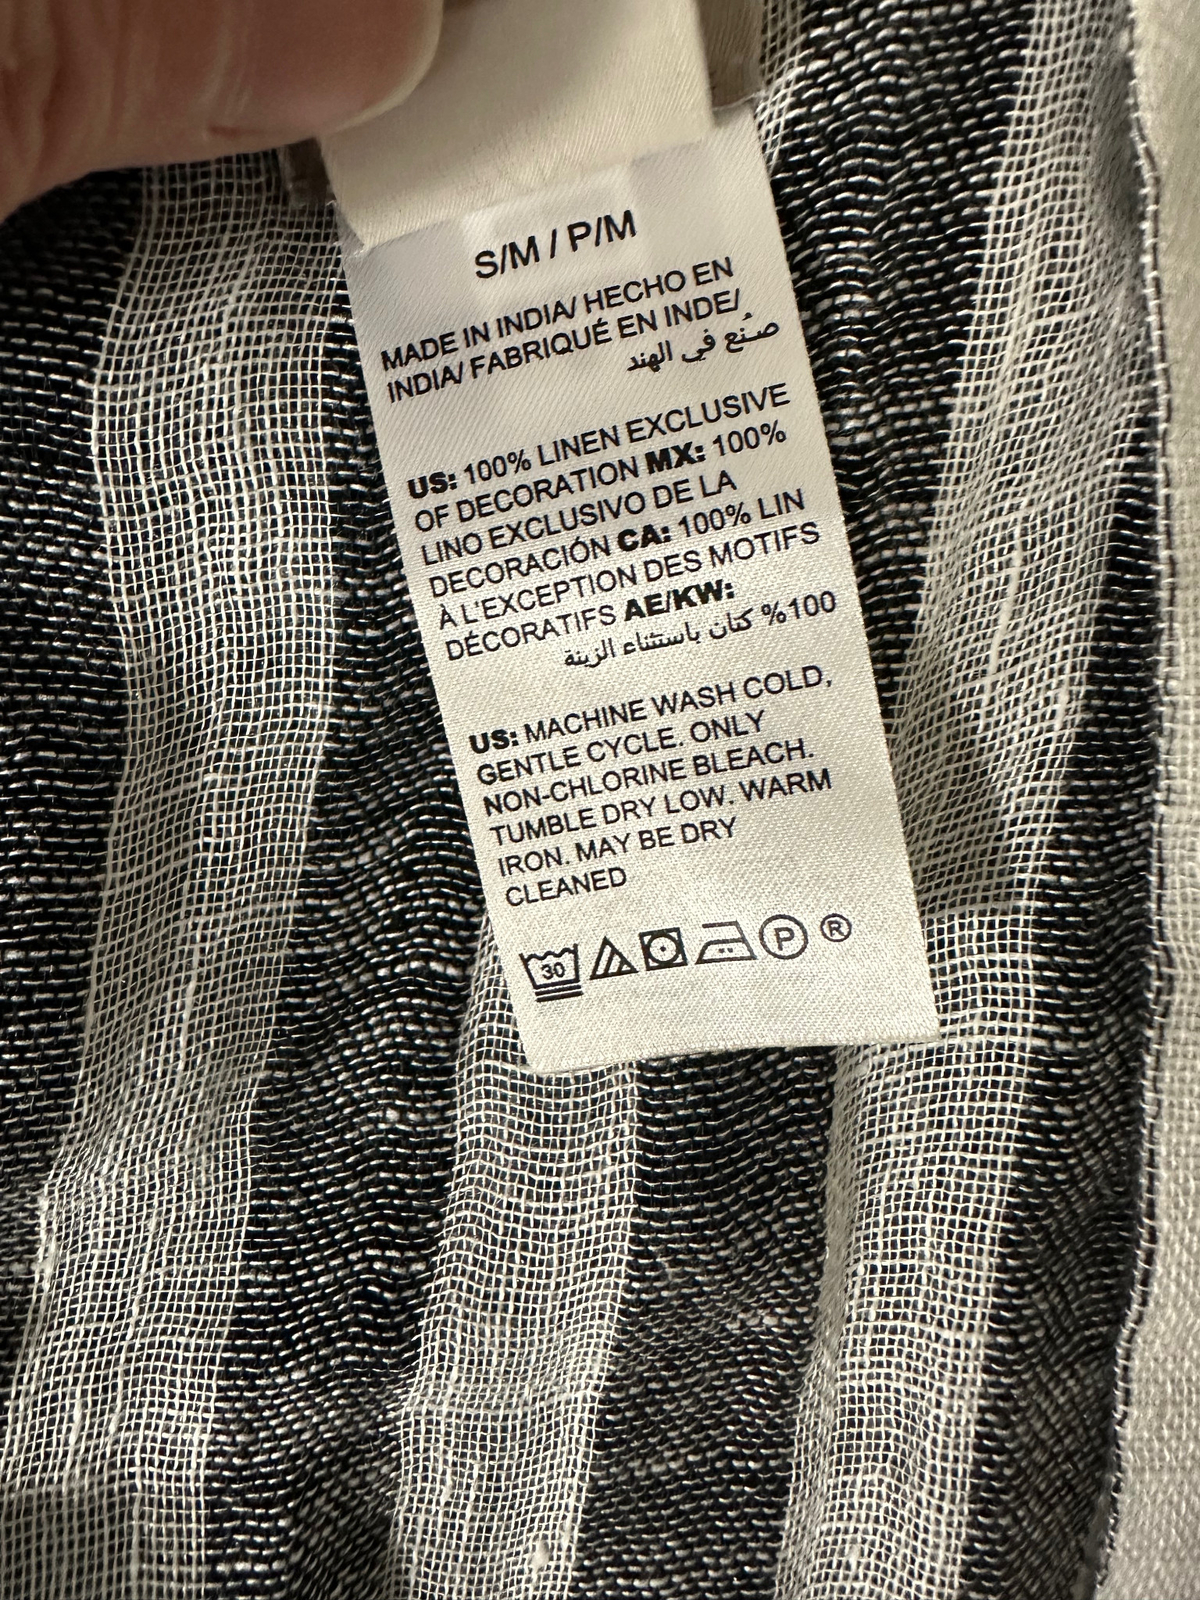 S/M / P/M
MADE IN INDIA/ HECHO EN
INDIA/ FABRIQUÉ EN INDE/
صُنع في الهند
US: 100% LINEN EXCLUSIVE
OF DECORATION MX: 100%
LINO EXCLUSIVO DE LA
DECORACIÓN CA: 100% LIN
À L'EXCEPTION DES MOTIFS
DÉCORATIFS AE/KW:
100% كتان باستثناء الزينة
US: MACHINE WASH COLD,
GENTLE CYCLE. ONLY
NON-CHLORINE BLEACH.
TUMBLE DRY LOW. WARM
IRON. MAY BE DRY
CLEANED
30 P ®